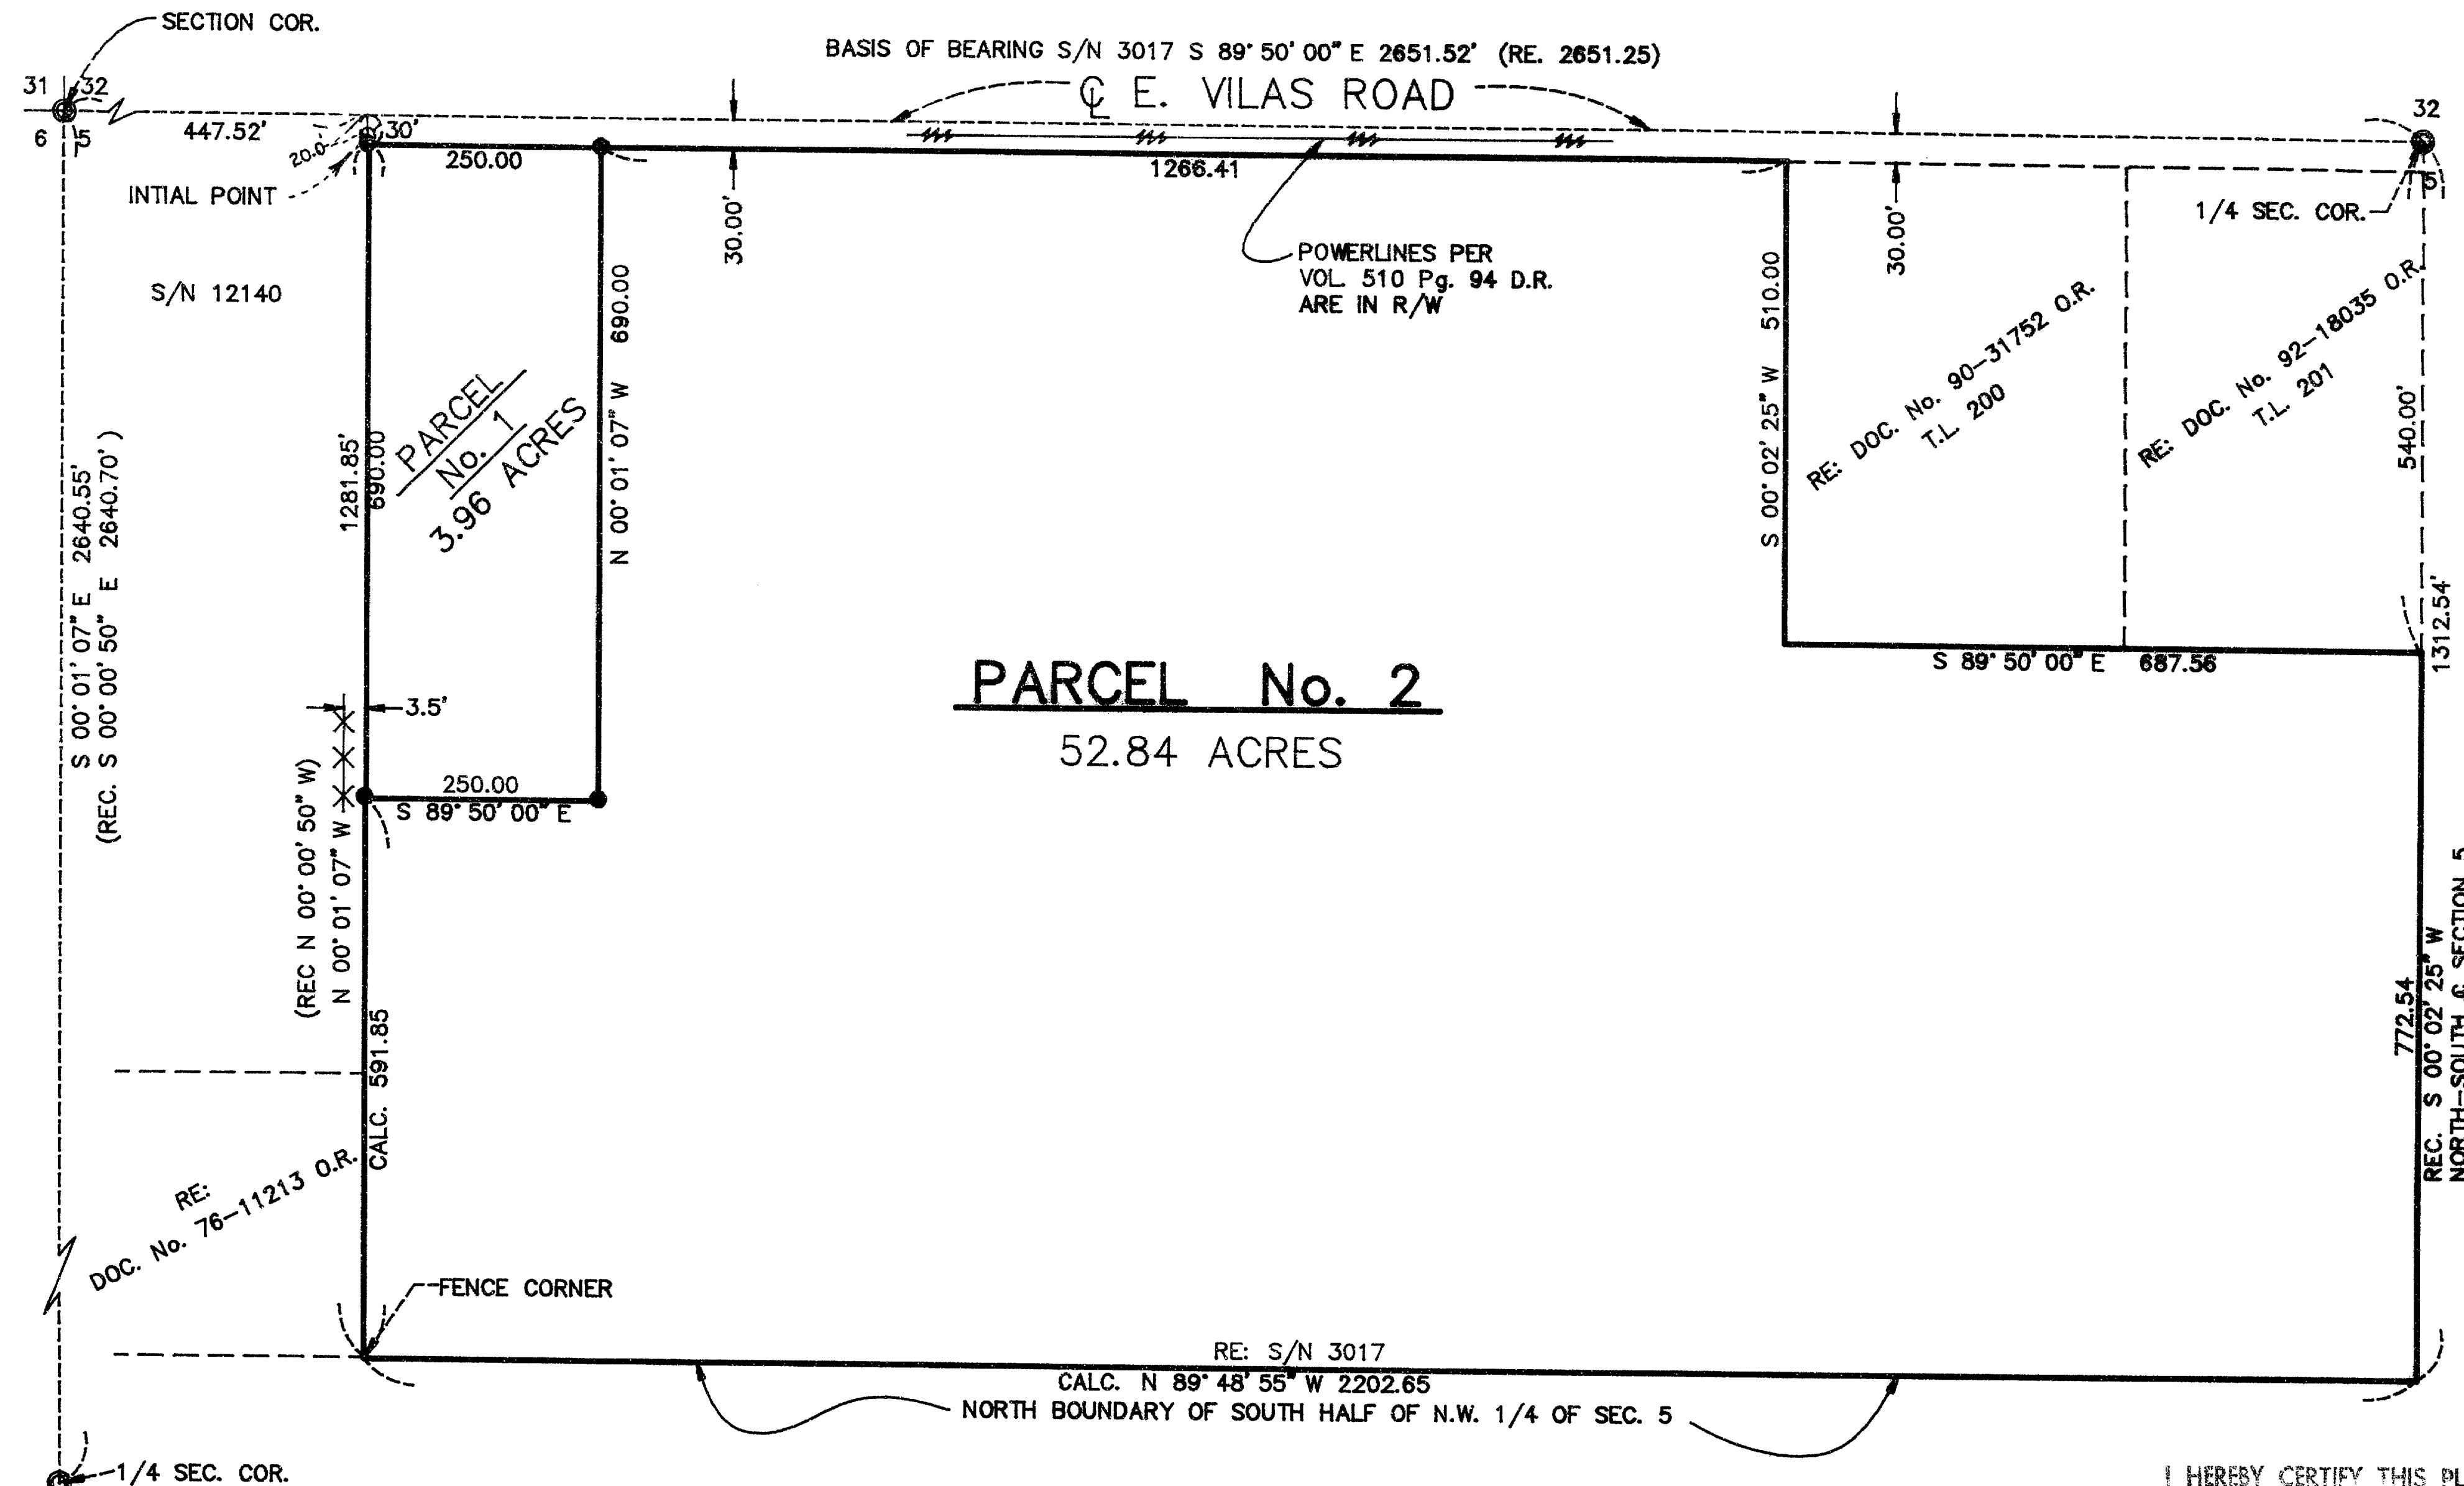 SECTION COR.
BASIS OF BEARING S/N 3017 S 89° 50' 00" E 2651.52' (RE. 2651.25)
℄ E. VILAS ROAD
31 32
6 5
447.52'
30'
20.0'
250.00
1266.41
32
5
INTIAL POINT
1/4 SEC. COR.
S/N 12140
30.00'
30.00'
POWERLINES PER
VOL. 510 Pg. 94 D.R.
ARE IN R/W
N 00° 01' 07" W 690.00
S 00° 02' 25" W 510.00
RE: DOC. No. 90-31752 O.R.
T.L. 200
RE: DOC. No. 92-18035 O.R.
T.L. 201
540.00'
1312.54'
PARCEL
No. 1
3.96 ACRES
1281.85'
690.00
S 00° 01' 07" E 2640.55'
(REC. S 00° 00' 50" E 2640.70')
S 89° 50' 00" E 687.56
PARCEL No. 2
52.84 ACRES
3.5'
250.00
S 89° 50' 00" E
(REC N 00° 00' 50" W)
N 00° 01' 07" W
CALC. 591.85
772.54
REC. S 00° 02' 25" W
NORTH-SOUTH ℄ SECTION 5
RE:
DOC. No. 76-11213 O.R.
FENCE CORNER
RE: S/N 3017
CALC. N 89° 48' 55" W 2202.65
NORTH BOUNDARY OF SOUTH HALF OF N.W. 1/4 OF SEC. 5
1/4 SEC. COR.
I HEREBY CERTIFY THIS PL